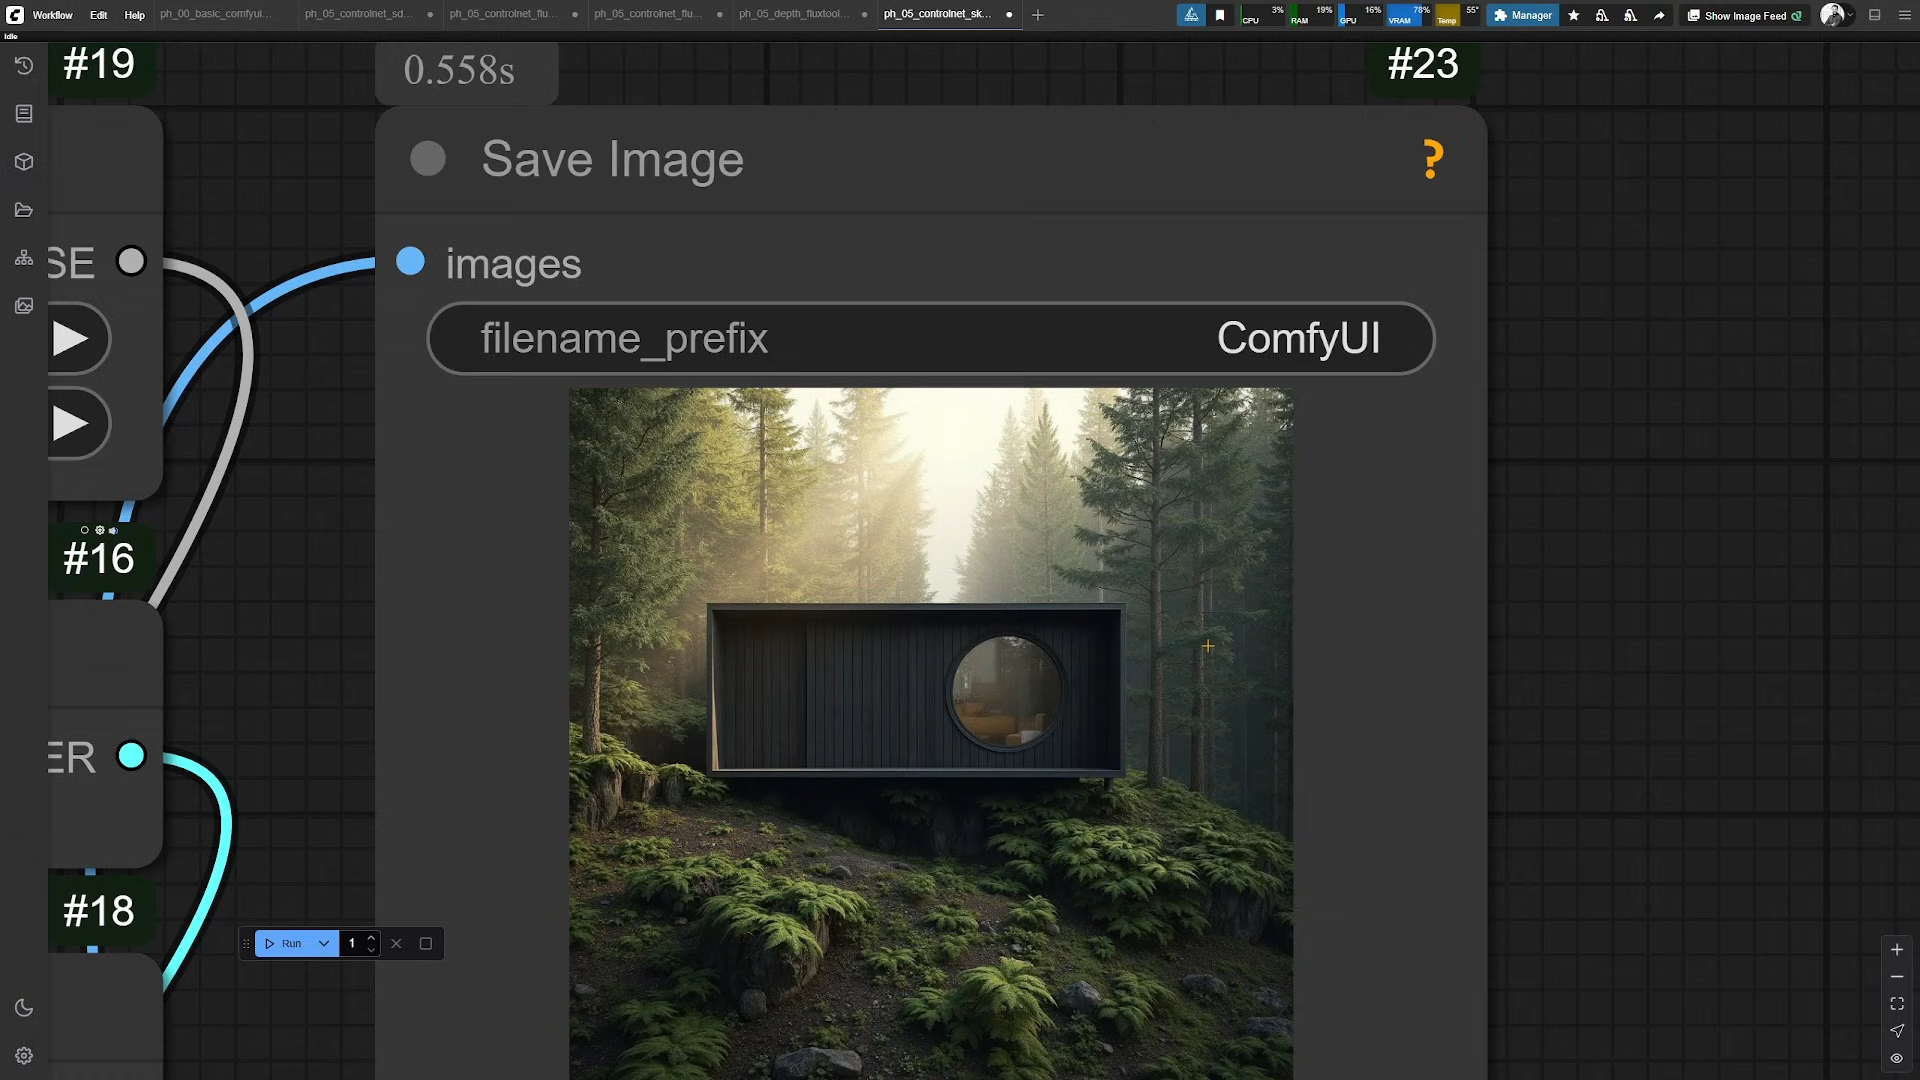 Workflow Edit Help ph_00_basic_comfyui... ph_05_controlnet_sd... ph_05_controlnet_flu... ph_05_controlnet_flu... ph_05_depth_fluxtool... ph_05_controlnet_sk... CPU 3% RAM 19% GPU 16% VRAM 78% Temp 55° Manager Show Image Feed
Idle
#19
0.558s
#23
Save Image ?
SE
images
filename_prefix ComfyUI
#16
ER
#18
Run 1